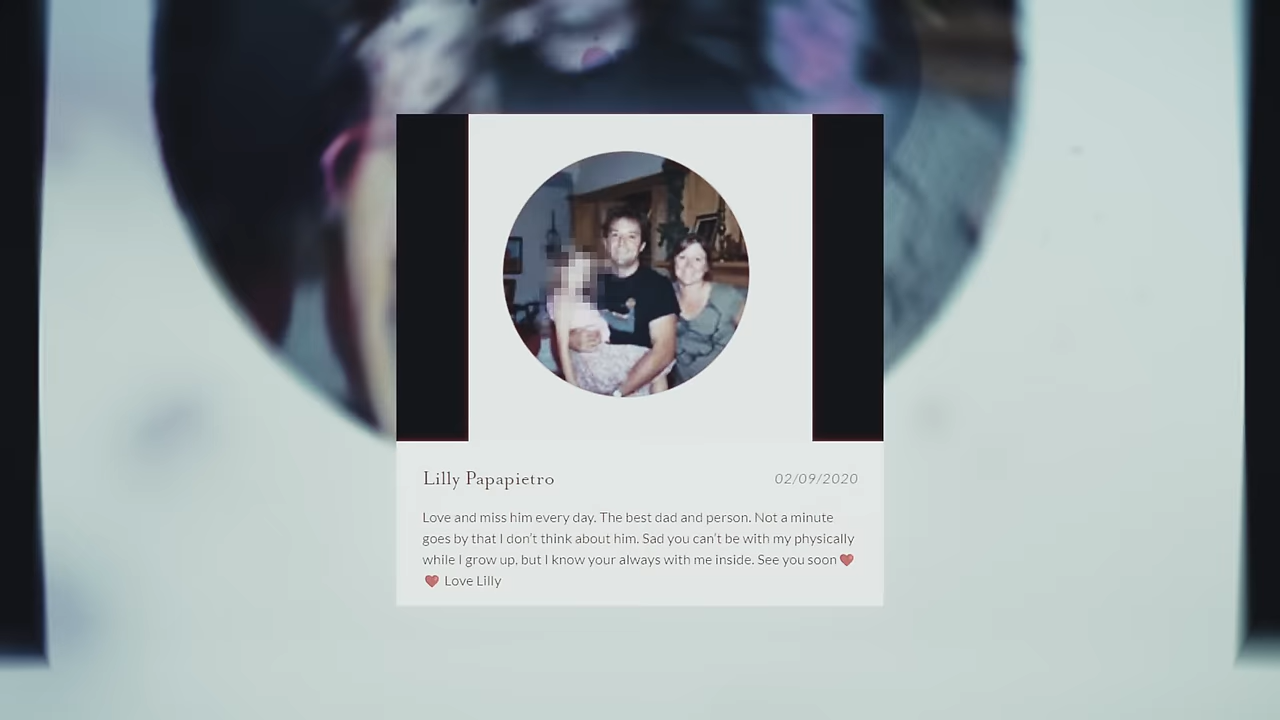 Lilly Papapietro
02/09/2020
Love and miss him every day. The best dad and person. Not a minute
goes by that I don't think about him. Sad you can't be with my physically
while I grow up, but I know your always with me inside. See you soon ❤️
❤️ Love Lilly